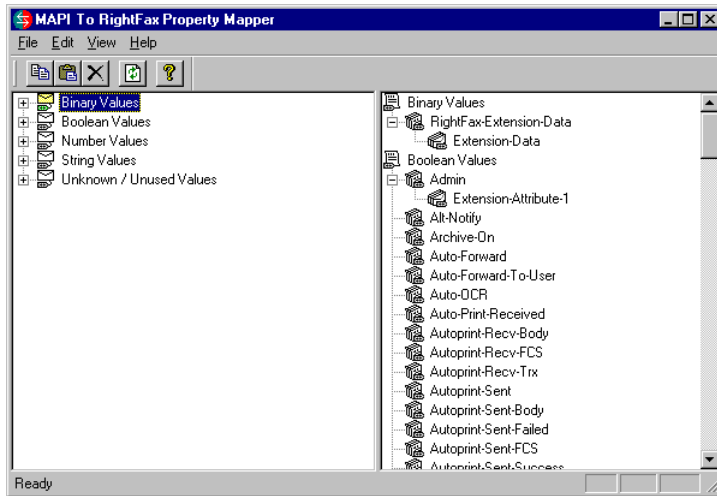 MAPI To RightFax Property Mapper
File Edit View Help
Binary Values
Boolean Values
Number Values
String Values
Unknown / Unused Values
Binary Values
RightFax-Extension-Data
Extension-Data
Boolean Values
Admin
Extension-Attribute-1
Alt-Notify
Archive-On
Auto-Forward
Auto-Forward-To-User
Auto-OCR
Auto-Print-Received
Autoprint-Recv-Body
Autoprint-Recv-FCS
Autoprint-Recv-Trx
Autoprint-Sent
Autoprint-Sent-Body
Autoprint-Sent-Failed
Autoprint-Sent-FCS
Autoprint-Sent-Success
Ready